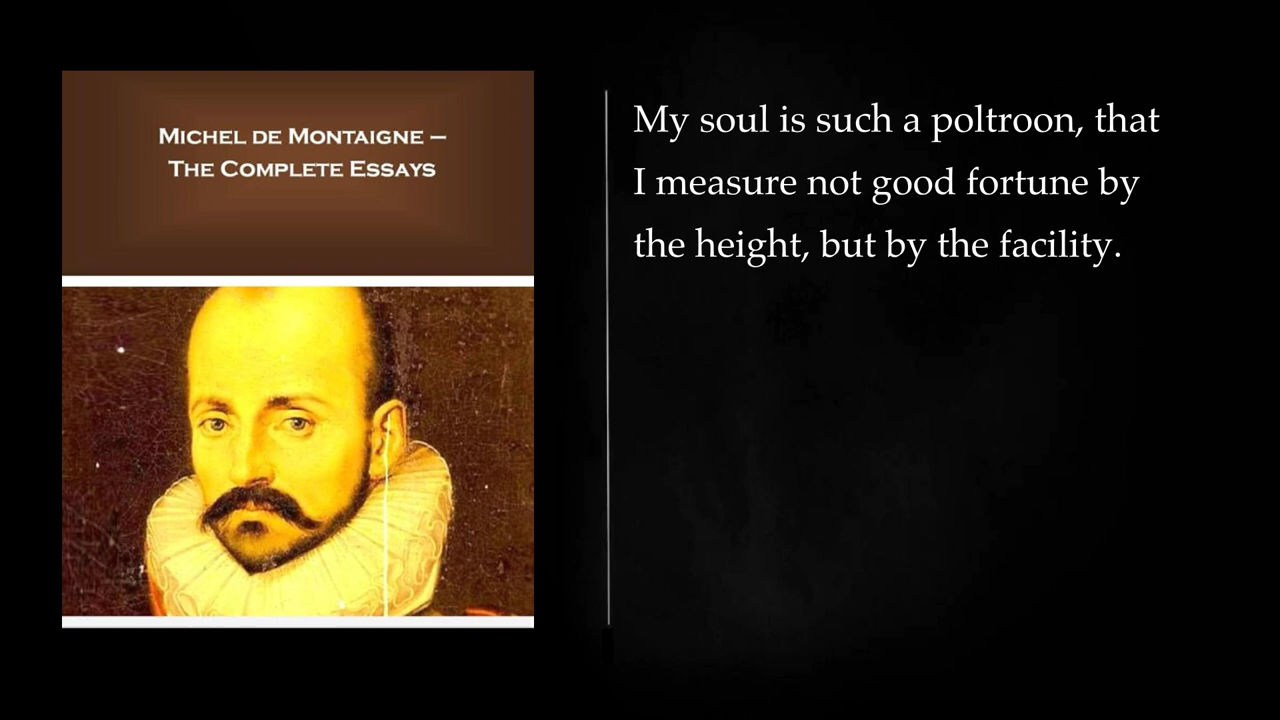 MICHEL DE MONTAIGNE –
THE COMPLETE ESSAYS
My soul is such a poltroon, that
I measure not good fortune by
the height, but by the facility.